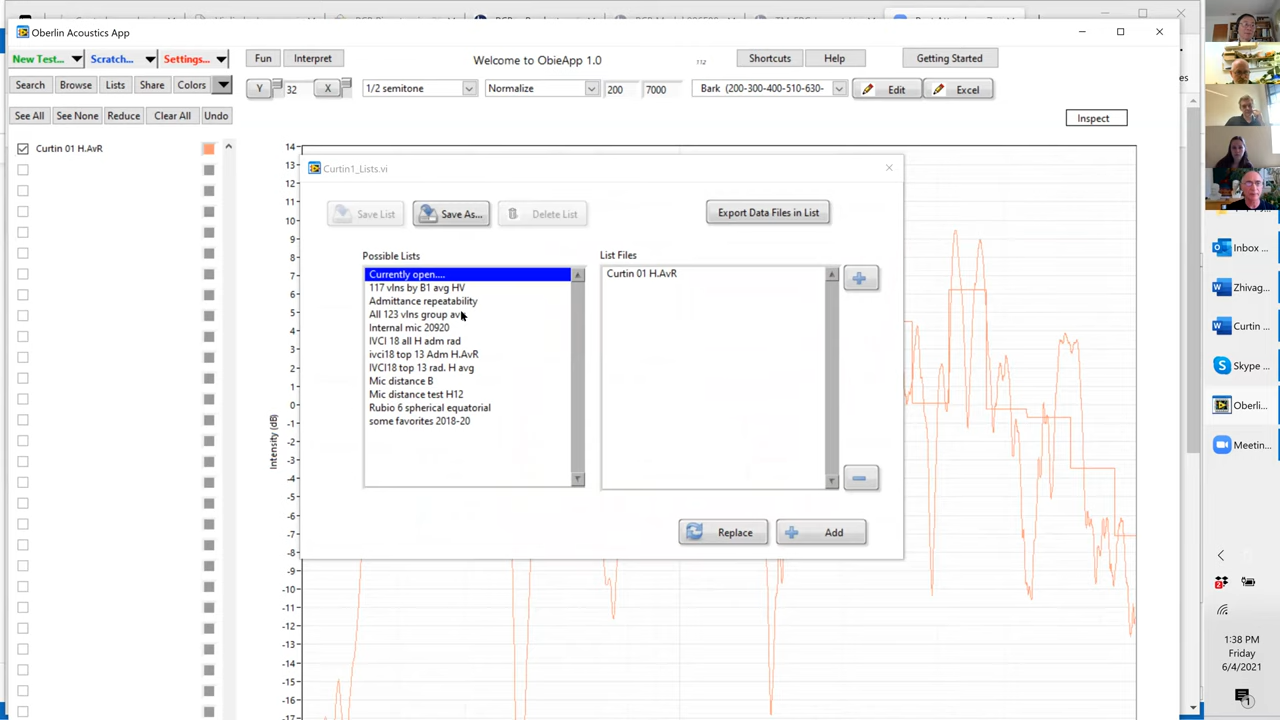 Oberlin Acoustics App
New Test...
Scratch...
Settings...
Fun
Interpret
Welcome to ObieApp 1.0
Shortcuts
Help
Getting Started
Search
Browse
Lists
Share
Colors
Y
32
X
1/2 semitone
Normalize
200
7000
Bark (200-300-400-510-630-
Edit
Excel
See All
See None
Reduce
Clear All
Undo
Inspect
Curtin 01 H.AvR
14
13
12
11
10
9
8
7
6
5
4
3
2
1
0
-1
-2
-3
-4
-5
-6
-7
-8
-9
-10
-11
-12
-13
-14
-15
-16
-17
Intensity (dB)
Curtin1_Lists.vi
Save List
Save As...
Delete List
Export Data Files in List
Possible Lists
Currently open....
117 vlns by B1 avg HV
Admittance repeatability
All 123 vlns group
Internal mic 20920
IVCI 18 all H adm rad
ivci18 top 13 Adm H.AvR
IVCI18 top 13 rad. H avg
Mic distance B
Mic distance test H12
Rubio 6 spherical equatorial
some favorites 2018-20
List Files
Curtin 01 H.AvR
Replace
Add
Inbox ...
Zhivag...
Curtin ...
Skype ...
Oberli...
Meetin...
1:38 PM
Friday
6/4/2021